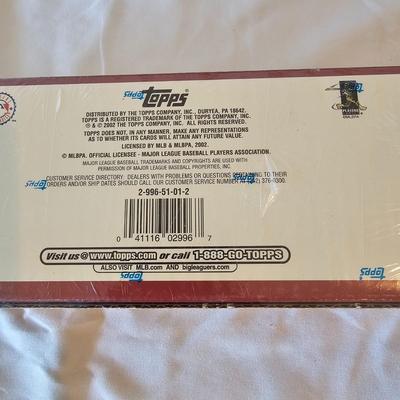 topps
DISTRIBUTED BY THE TOPPS COMPANY, INC., DURYEA, PA 18642.
TOPPS IS A REGISTERED TRADEMARK OF THE TOPPS COMPANY, INC.
® & © 2002 THE TOPPS COMPANY, INC. ALL RIGHTS RESERVED.
TOPPS DOES NOT, IN ANY MANNER, MAKE ANY REPRESENTATIONS
AS TO WHETHER ITS CARDS WILL ATTAIN ANY FUTURE VALUE.
LICENSED BY MLB & MLBPA, 2002.
© MLBPA. OFFICIAL LICENSEE - MAJOR LEAGUE BASEBALL PLAYERS ASSOCIATION.
MAJOR LEAGUE BASEBALL TRADEMARKS AND COPYRIGHTS ARE USED WITH
PERMISSION OF MAJOR LEAGUE BASEBALL PROPERTIES, INC.
CUSTOMER SERVICE DIRECTORY DEALERS WITH PROBLEMS OR QUESTIONS PERTAINING TO THEIR
ORDERS AND/OR SHIP DATES SHOULD CALL OUR CUSTOMER SERVICE
2-996-51-01-2
0 41116 02996 7
Visit us @ www.topps.com or call 1-888-GO-TOPPS
ALSO VISIT MLB.COM AND bigleaguers.com
topps
topps
topps
topps